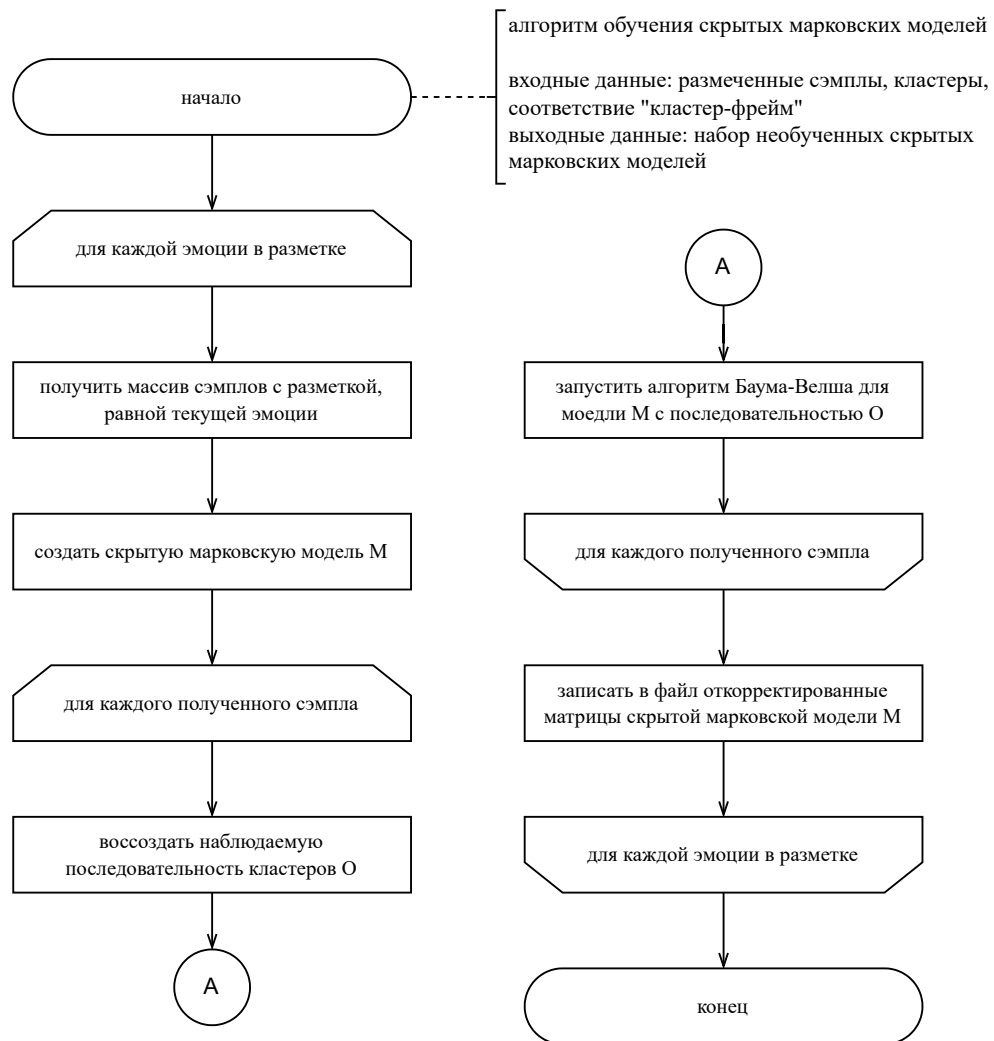 алгоритм обучения скрытых марковских моделей
входные данные: размеченные сэмплы, кластеры,
соответствие "кластер-фрейм"
выходные данные: набор необученных скрытых
марковских моделей
начало
для каждой эмоции в разметке
получить массив сэмплов с разметкой,
равной текущей эмоции
создать скрытую марковскую модель М
для каждого полученного сэмпла
воссоздать наблюдаемую
последовательность кластеров О
А
А
запустить алгоритм Баума-Велша для
моедли М с последовательностью О
для каждого полученного сэмпла
записать в файл откорректированные
матрицы скрытой марковской модели М
для каждой эмоции в разметке
конец